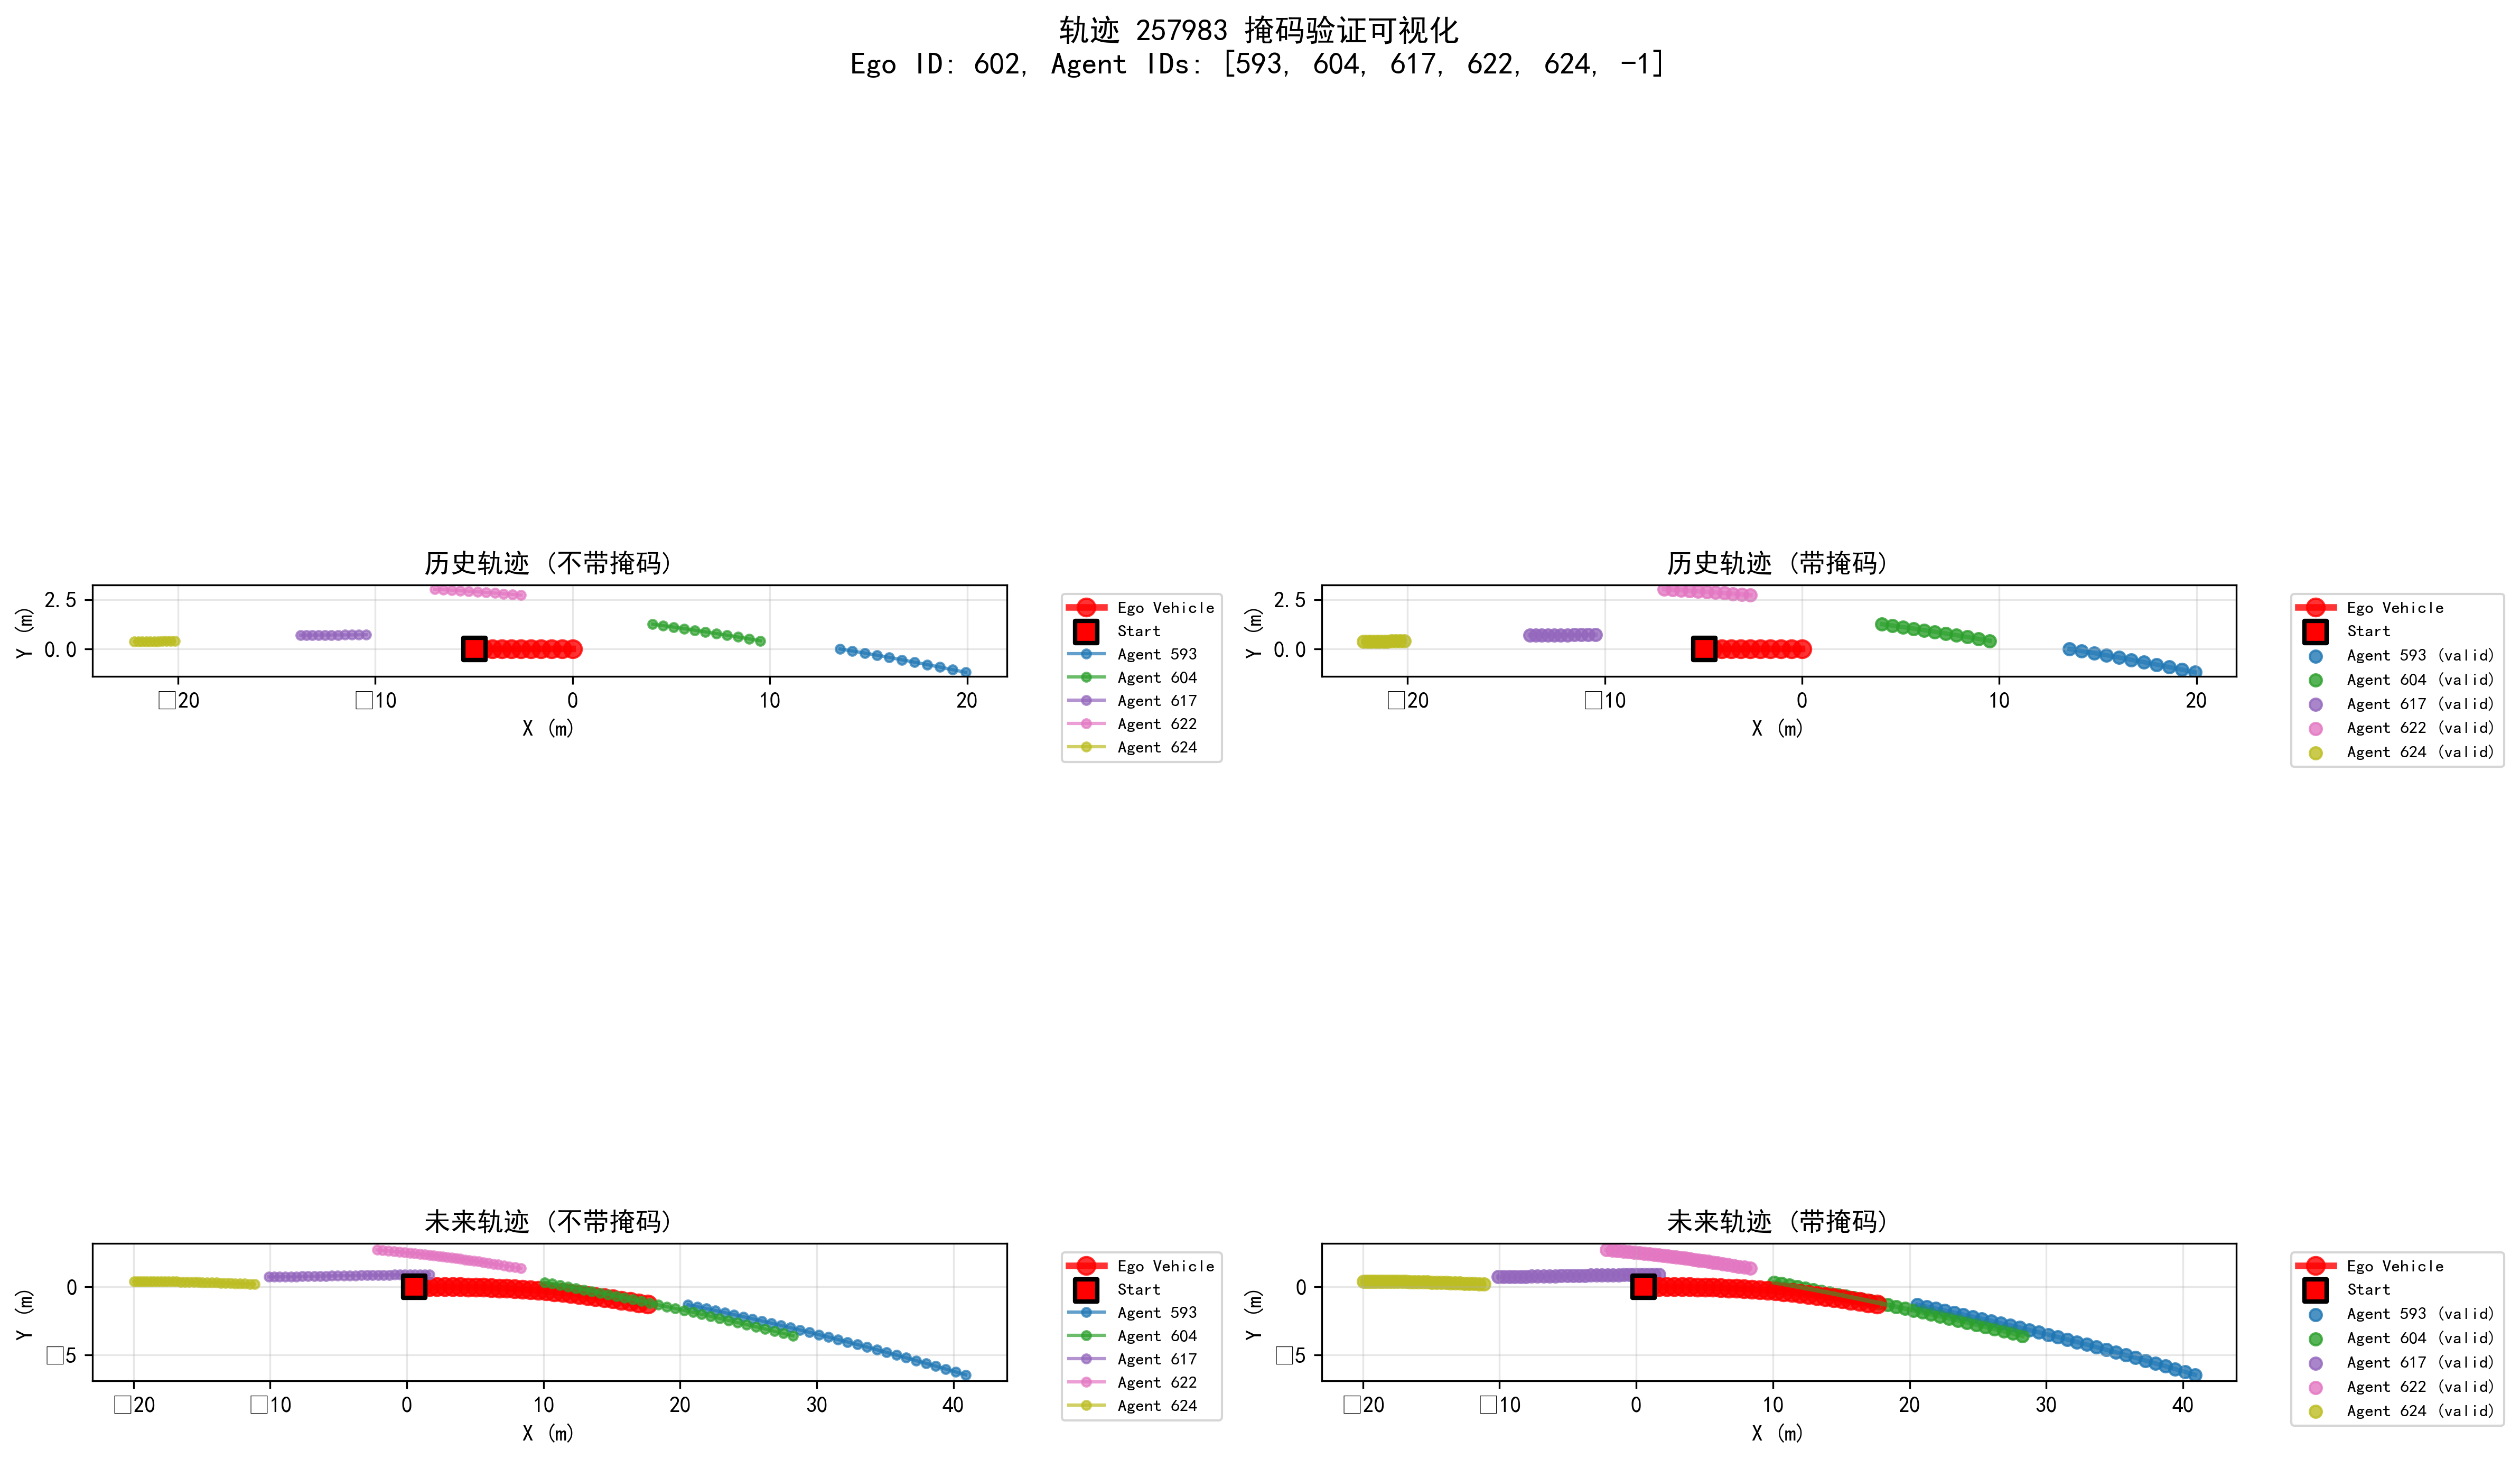 轨迹 257983 掩码验证可视化
Ego ID: 602, Agent IDs: [593, 604, 617, 622, 624, -1]
历史轨迹 (不带掩码)
2.5
0.0
Y (m)
□20
□10
0
10
20
X (m)
Ego Vehicle
Start
Agent 593
Agent 604
Agent 617
Agent 622
Agent 624
历史轨迹 (带掩码)
2.5
0.0
Y (m)
□20
□10
0
10
20
X (m)
Ego Vehicle
Start
Agent 593 (valid)
Agent 604 (valid)
Agent 617 (valid)
Agent 622 (valid)
Agent 624 (valid)
未来轨迹 (不带掩码)
0
□5
Y (m)
□20
□10
0
10
20
30
40
X (m)
Ego Vehicle
Start
Agent 593
Agent 604
Agent 617
Agent 622
Agent 624
未来轨迹 (带掩码)
0
□5
Y (m)
□20
□10
0
10
20
30
40
X (m)
Ego Vehicle
Start
Agent 593 (valid)
Agent 604 (valid)
Agent 617 (valid)
Agent 622 (valid)
Agent 624 (valid)